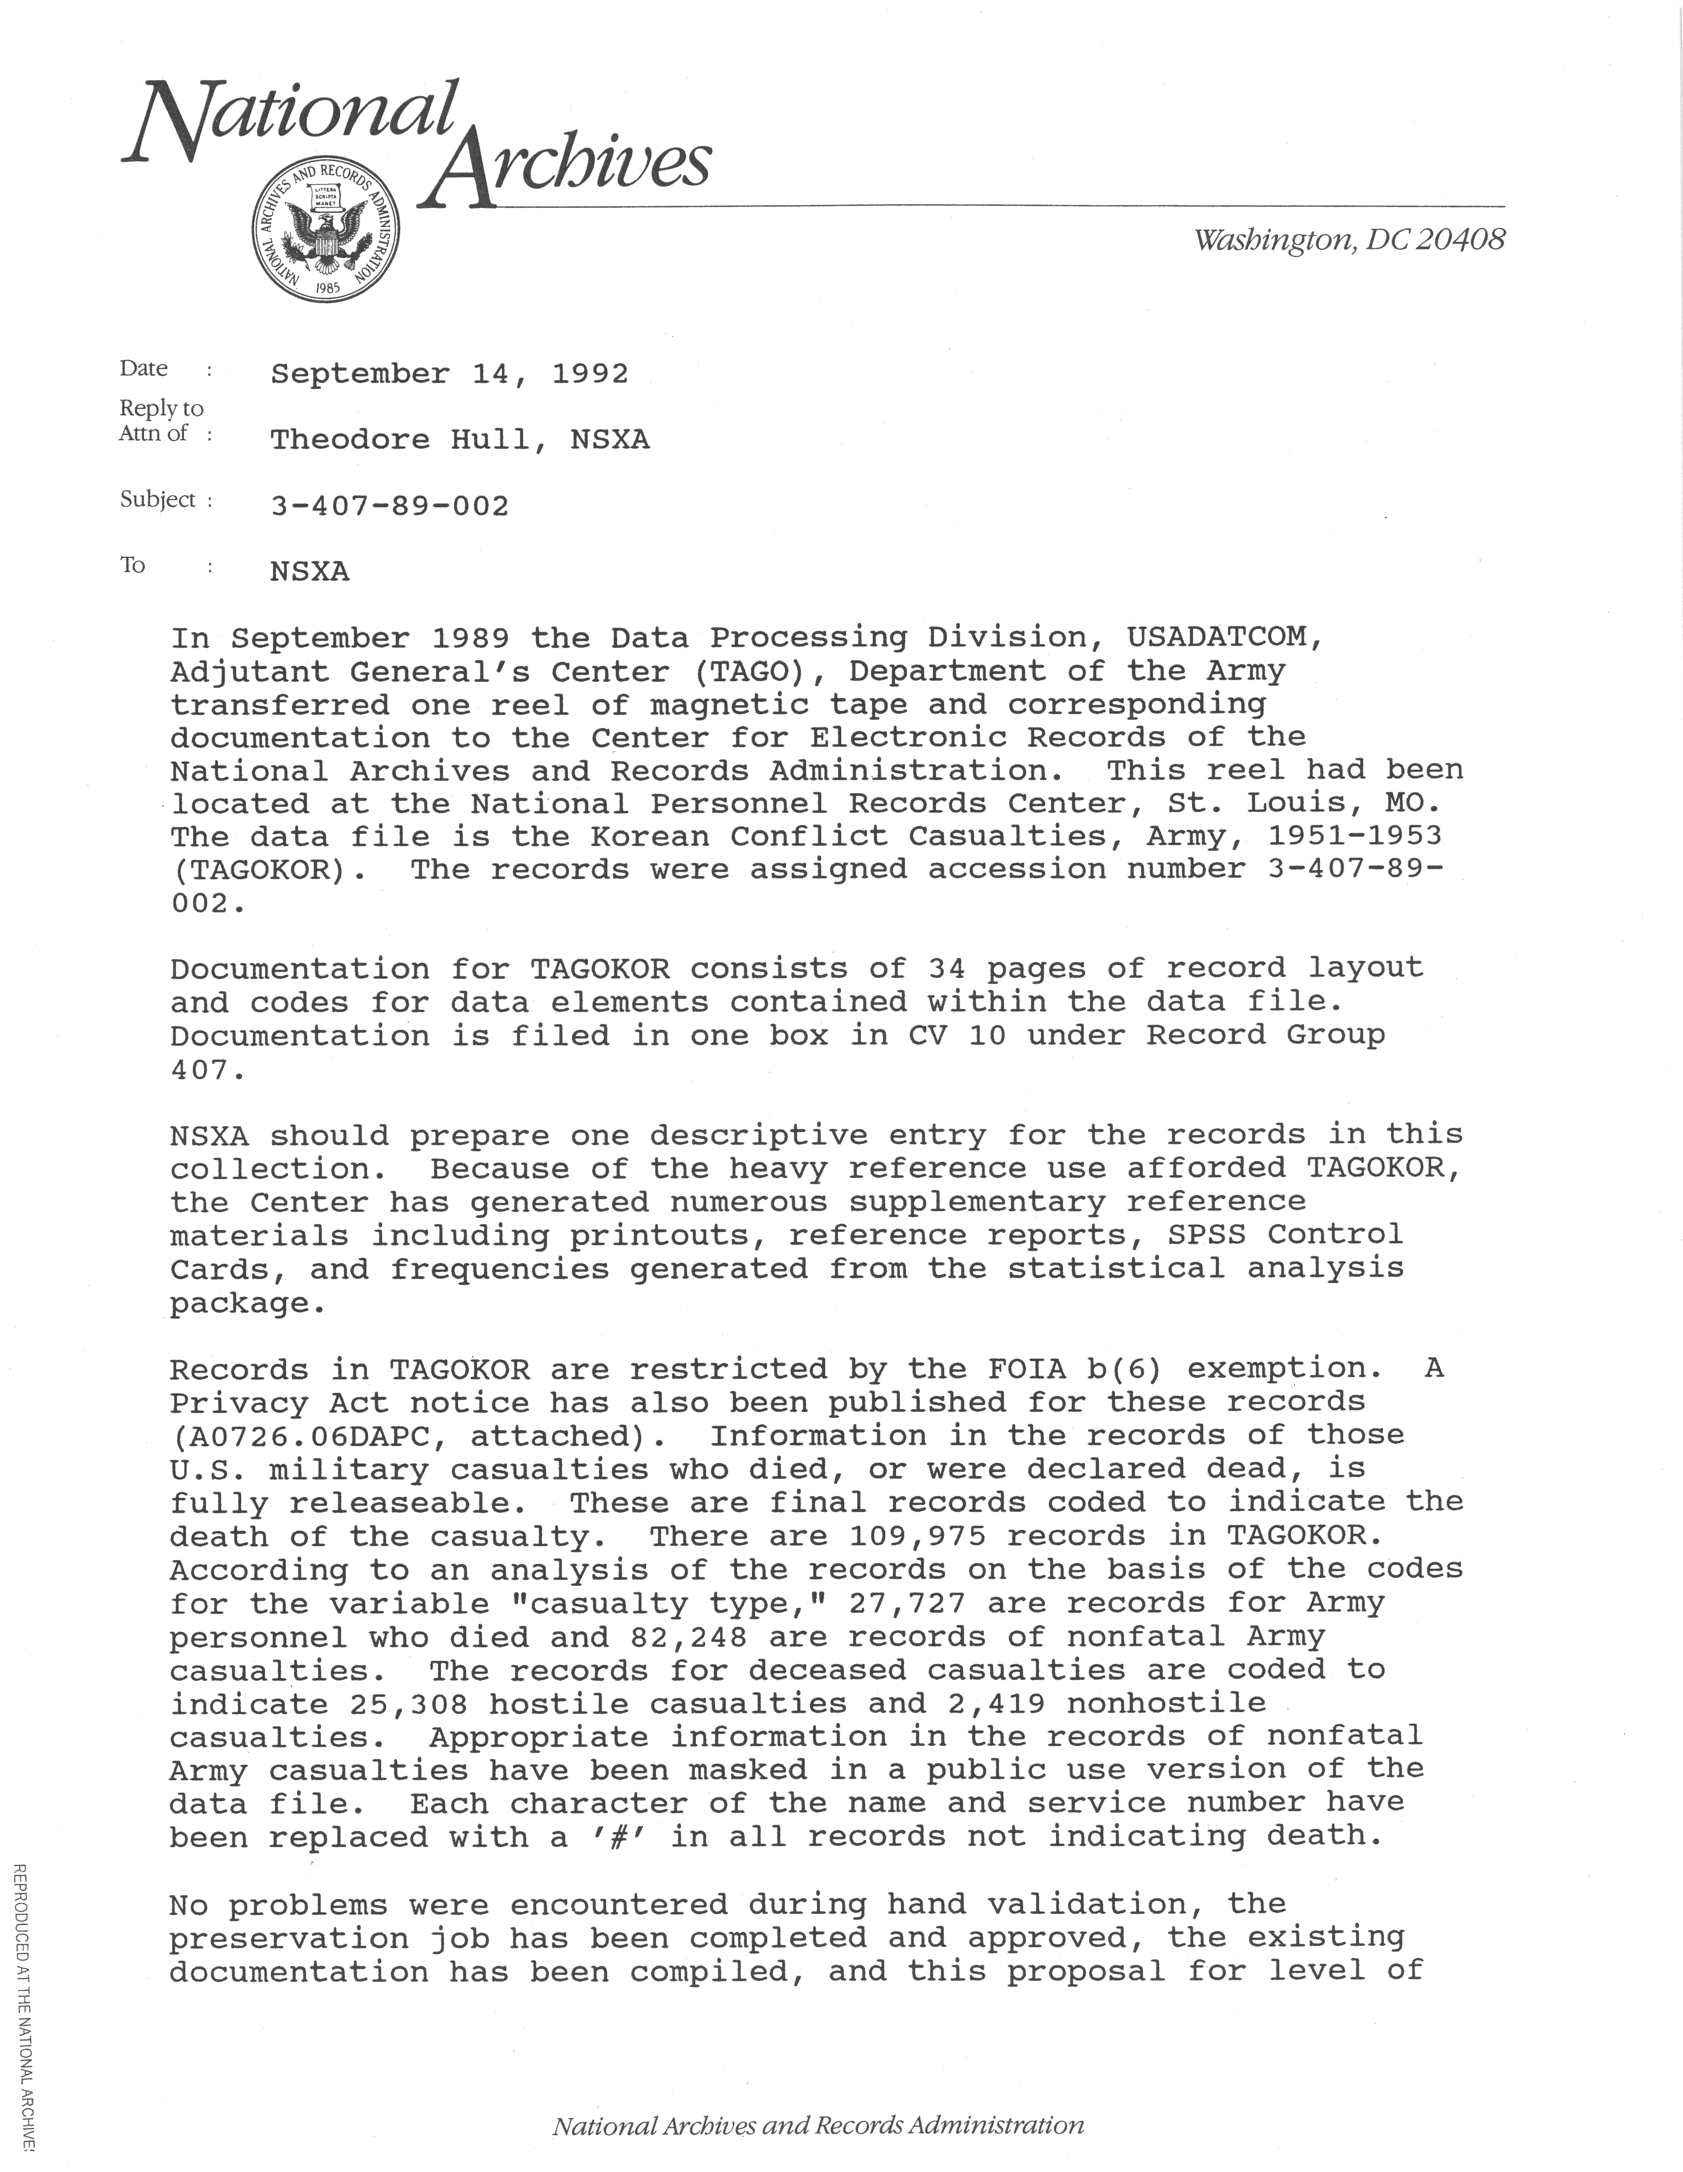 National
Archives
NATIONAL ARCHIVES AND RECORDS ADMINISTRATION
LITTERA
SCRIPTA
MANET
1985
Washington, DC 20408
Date : September 14, 1992
Reply to
Attn of : Theodore Hull, NSXA
Subject : 3-407-89-002
To : NSXA
In September 1989 the Data Processing Division, USADATCOM,
Adjutant General's Center (TAGO), Department of the Army
transferred one reel of magnetic tape and corresponding
documentation to the Center for Electronic Records of the
National Archives and Records Administration. This reel had been
located at the National Personnel Records Center, St. Louis, MO.
The data file is the Korean Conflict Casualties, Army, 1951-1953
(TAGOKOR). The records were assigned accession number 3-407-89-
002.
Documentation for TAGOKOR consists of 34 pages of record layout
and codes for data elements contained within the data file.
Documentation is filed in one box in CV 10 under Record Group
407.
NSXA should prepare one descriptive entry for the records in this
collection. Because of the heavy reference use afforded TAGOKOR,
the Center has generated numerous supplementary reference
materials including printouts, reference reports, SPSS Control
Cards, and frequencies generated from the statistical analysis
package.
Records in TAGOKOR are restricted by the FOIA b(6) exemption. A
Privacy Act notice has also been published for these records
(A0726.06DAPC, attached). Information in the records of those
U.S. military casualties who died, or were declared dead, is
fully releaseable. These are final records coded to indicate the
death of the casualty. There are 109,975 records in TAGOKOR.
According to an analysis of the records on the basis of the codes
for the variable "casualty type," 27,727 are records for Army
personnel who died and 82,248 are records of nonfatal Army
casualties. The records for deceased casualties are coded to
indicate 25,308 hostile casualties and 2,419 nonhostile
casualties. Appropriate information in the records of nonfatal
Army casualties have been masked in a public use version of the
data file. Each character of the name and service number have
been replaced with a '#' in all records not indicating death.
No problems were encountered during hand validation, the
preservation job has been completed and approved, the existing
documentation has been compiled, and this proposal for level of
National Archives and Records Administration
REPRODUCED AT THE NATIONAL ARCHIVES